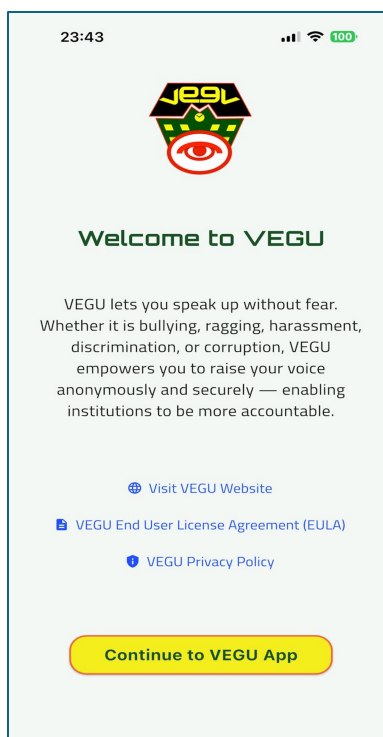 23:43
100
VEGU
Welcome to VEGU
VEGU lets you speak up without fear.
Whether it is bullying, ragging, harassment,
discrimination, or corruption, VEGU
empowers you to raise your voice
anonymously and securely — enabling
institutions to be more accountable.
Visit VEGU Website
VEGU End User License Agreement (EULA)
VEGU Privacy Policy
Continue to VEGU App